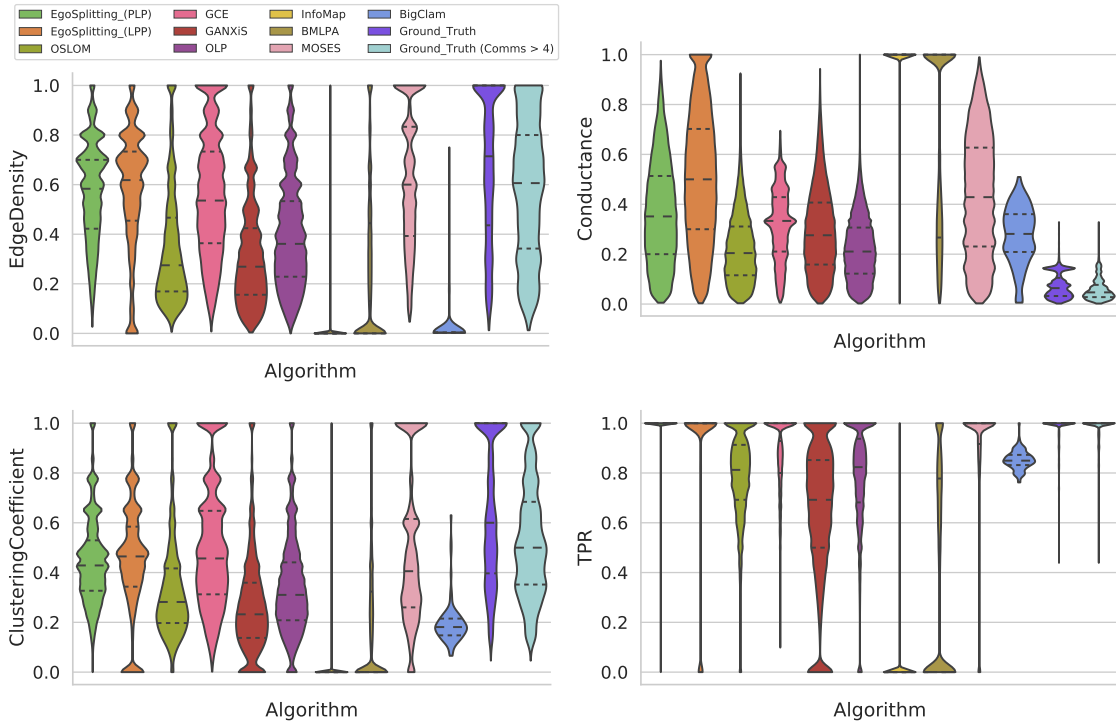 EgoSplitting_(PLP) GCE InfoMap BigClam
EgoSplitting_(LPP) GANXiS BMLPA Ground_Truth
OSLOM OLP MOSES Ground_Truth (Comms > 4)
EdgeDensity
1.0
0.8
0.6
0.4
0.2
0.0
Algorithm
Conductance
1.0
0.8
0.6
0.4
0.2
0.0
Algorithm
ClusteringCoefficient
1.0
0.8
0.6
0.4
0.2
0.0
Algorithm
TPR
1.0
0.8
0.6
0.4
0.2
0.0
Algorithm